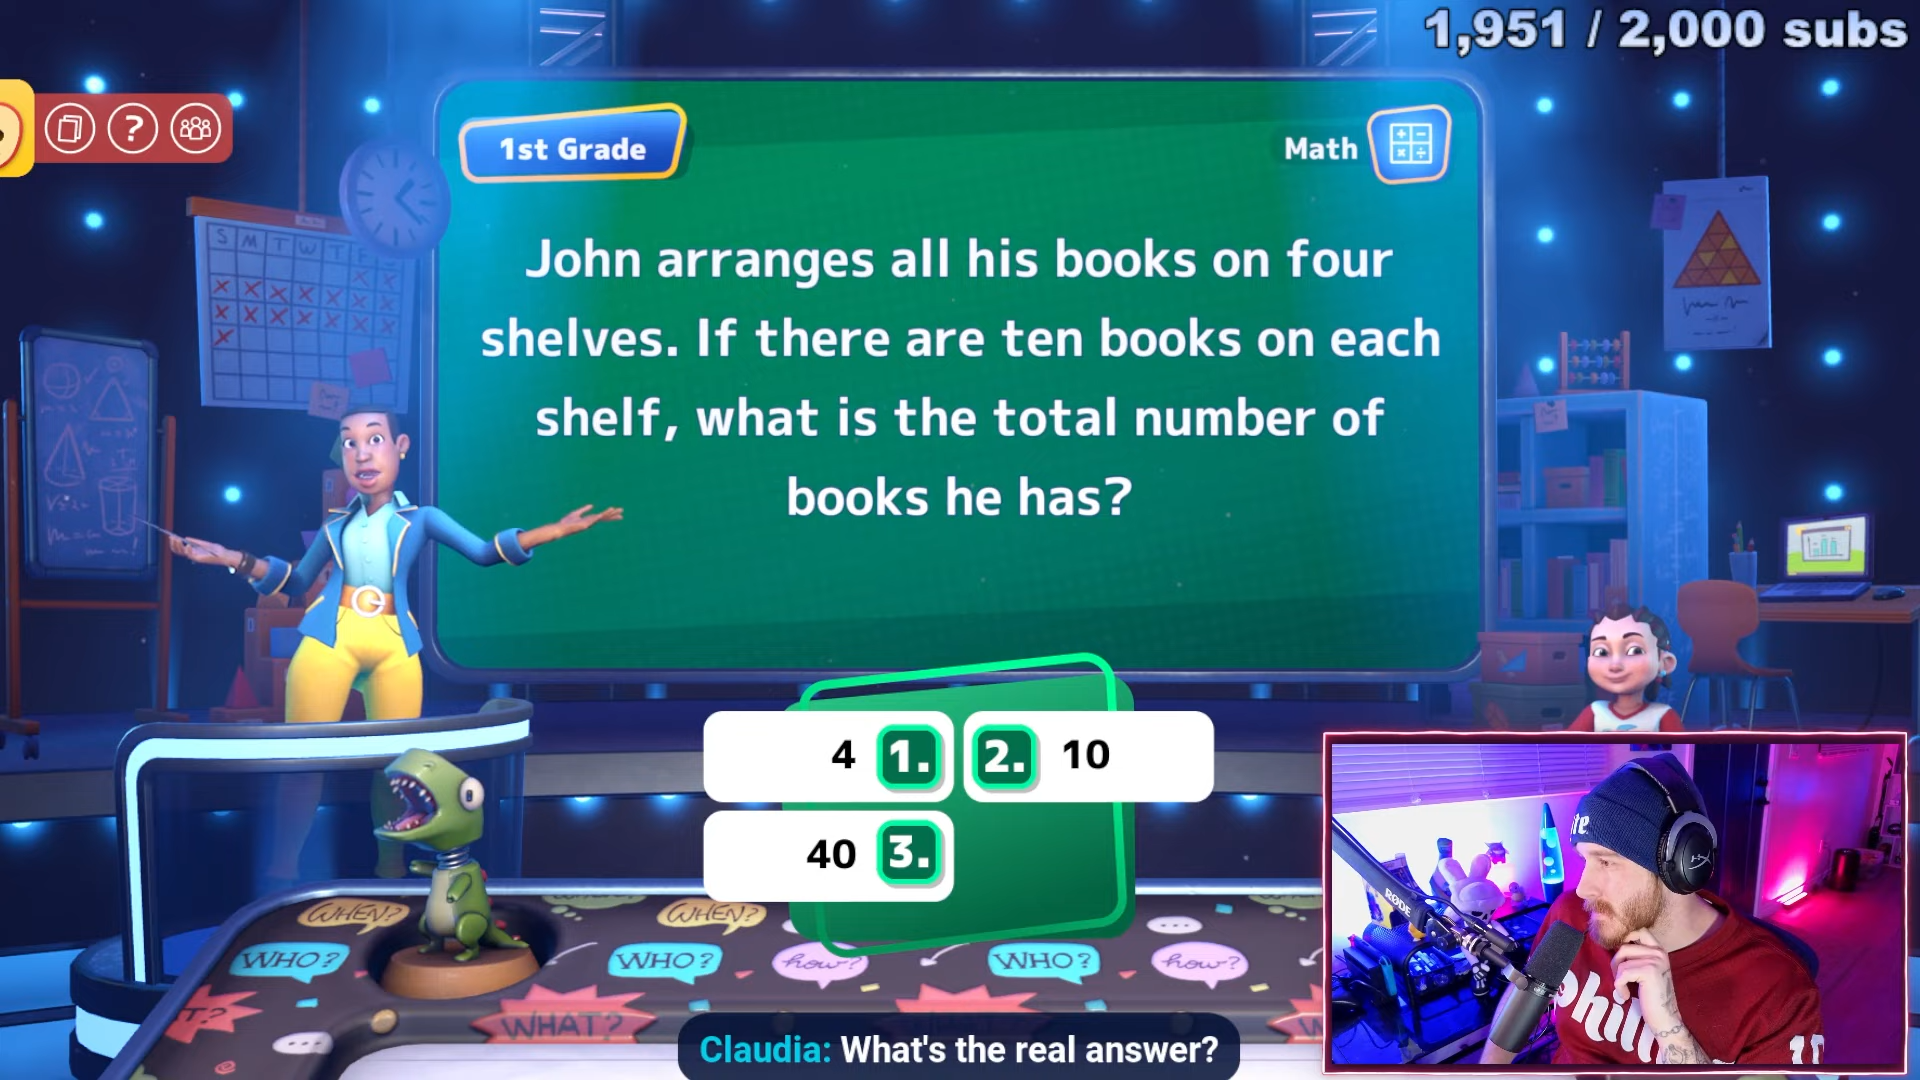 1,951 / 2,000 subs
1st Grade
Math
S M T W T F
John arranges all his books on four
shelves. If there are ten books on each
shelf, what is the total number of
books he has?
4 1. 2. 10
40 3.
WHEN? WHEN?
WHO? WHO? how? WHO? how?
WHAT?
RØDE
Claudia: What's the real answer?